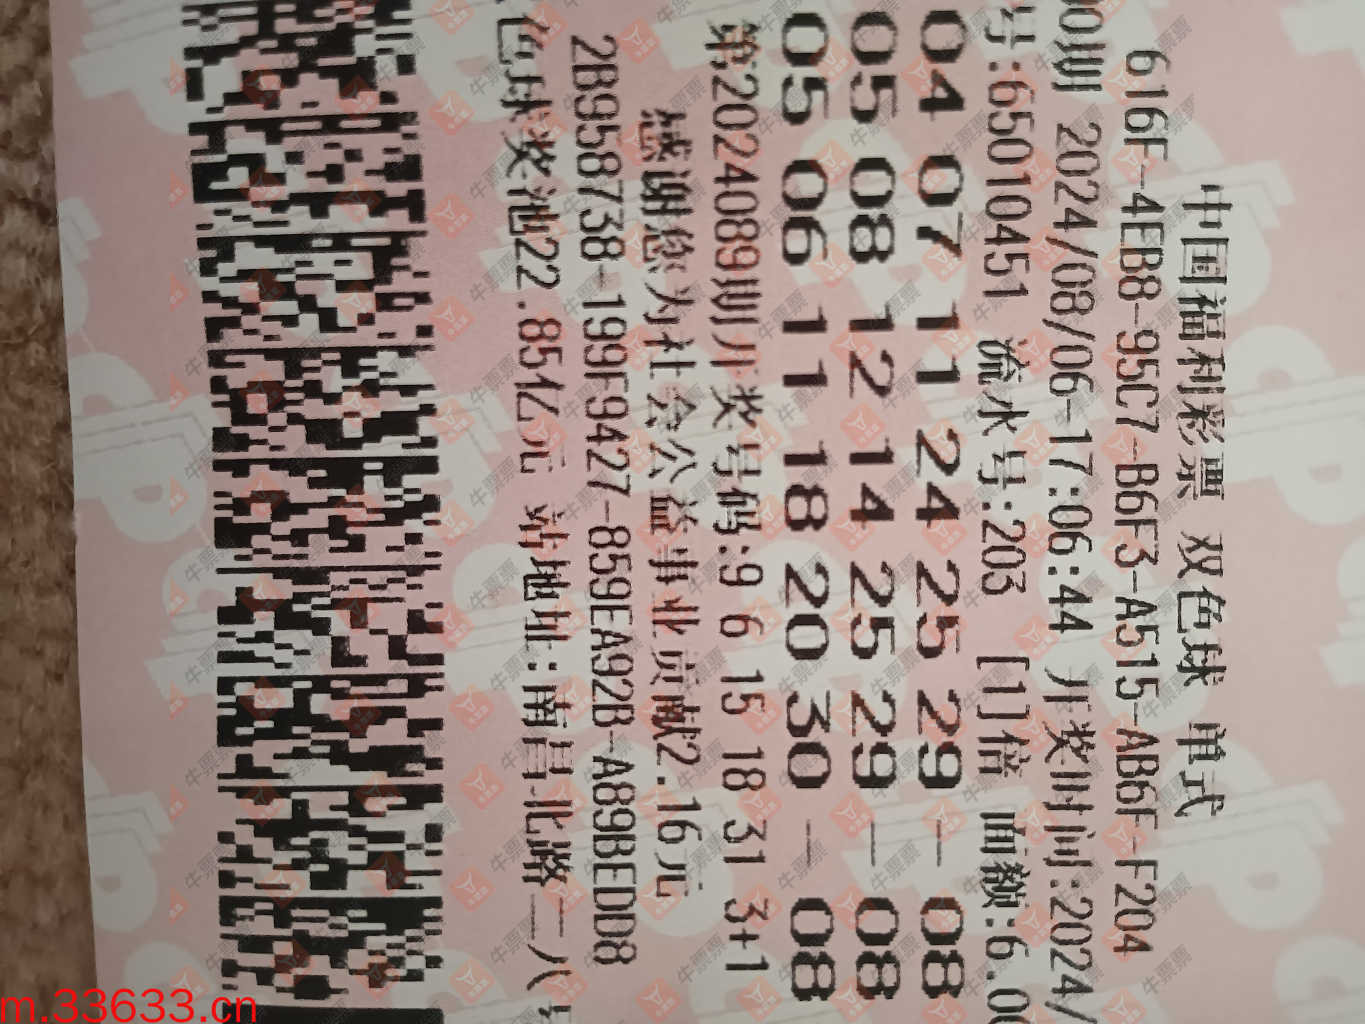 中国福利彩票 双色球 单式
616F-4EB8-95C7-B6F3-A515-AB6F-F204
期 2024/08/06-17:06:44 开奖时间:2024/
号:65010451 流水号:203 [1]倍 面额:6.00
04 07 11 24 25 29 — 08
05 08 12 14 25 29 — 08
05 06 11 18 20 30 — 08
第2024089期开奖号码:9 6 15 18 31 3+1
感谢您为社会公益事业贡献2.16元
2B958738-199F9427-859EA92B-A89BEDD8
色球奖池22.85亿元 站地址:南昌北路二八号
牛票票
m.33633.cn